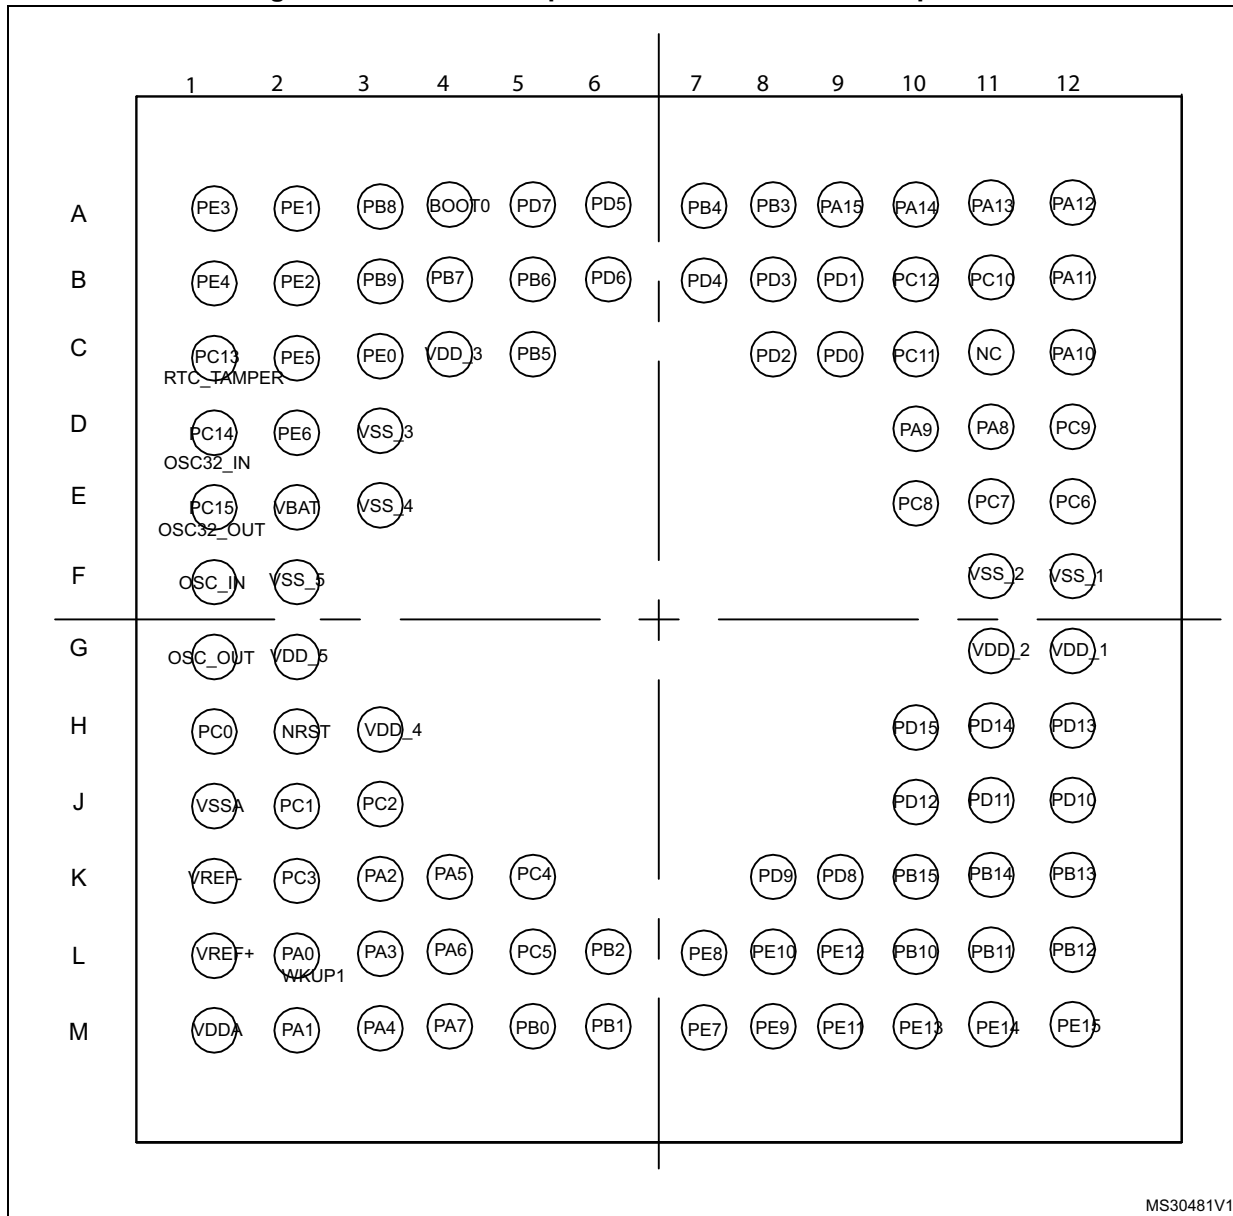 1 2 3 4 5 6 7 8 9 10 11 12
A PE3 PE1 PB8 BOOT0 PD7 PD5 PB4 PB3 PA15 PA14 PA13 PA12
B PE4 PE2 PB9 PB7 PB6 PD6 PD4 PD3 PD1 PC12 PC10 PA11
C PC13 PE5 PE0 VDD_3 PB5 PD2 PD0 PC11 NC PA10
RTC_TAMPER
D PC14 PE6 VSS_3 PA9 PA8 PC9
OSC32_IN
E PC15 VBAT VSS_4 PC8 PC7 PC6
OSC32_OUT
F OSC_IN VSS_5 VSS_2 VSS_1
G OSC_OUT VDD_5 VDD_2 VDD_1
H PC0 NRST VDD_4 PD15 PD14 PD13
J VSSA PC1 PC2 PD12 PD11 PD10
K VREF- PC3 PA2 PA5 PC4 PD9 PD8 PB15 PB14 PB13
L VREF+ PA0 PA3 PA6 PC5 PB2 PE8 PE10 PE12 PB10 PB11 PB12
WKUP1
M VDDA PA1 PA4 PA7 PB0 PB1 PE7 PE9 PE11 PE13 PE14 PE15
MS30481V1